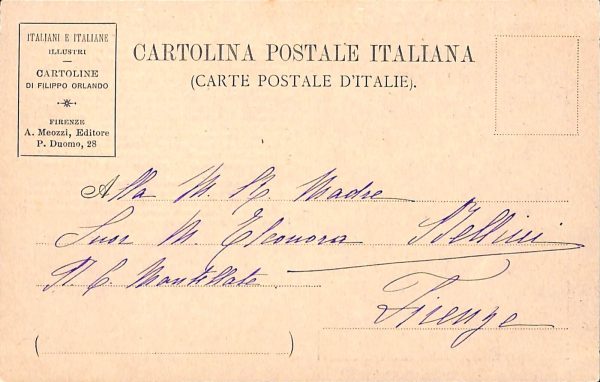 ITALIANI E ITALIANE
ILLUSTRI
CARTOLINE
DI FILIPPO ORLANDO
FIRENZE
A. Meozzi, Editore
P. Duomo, 28
CARTOLINA POSTALE ITALIANA
(CARTE POSTALE D'ITALIE).
Alla M. R. Madre
Suor M. Eleonora Bellini
Mantellate
Firenze